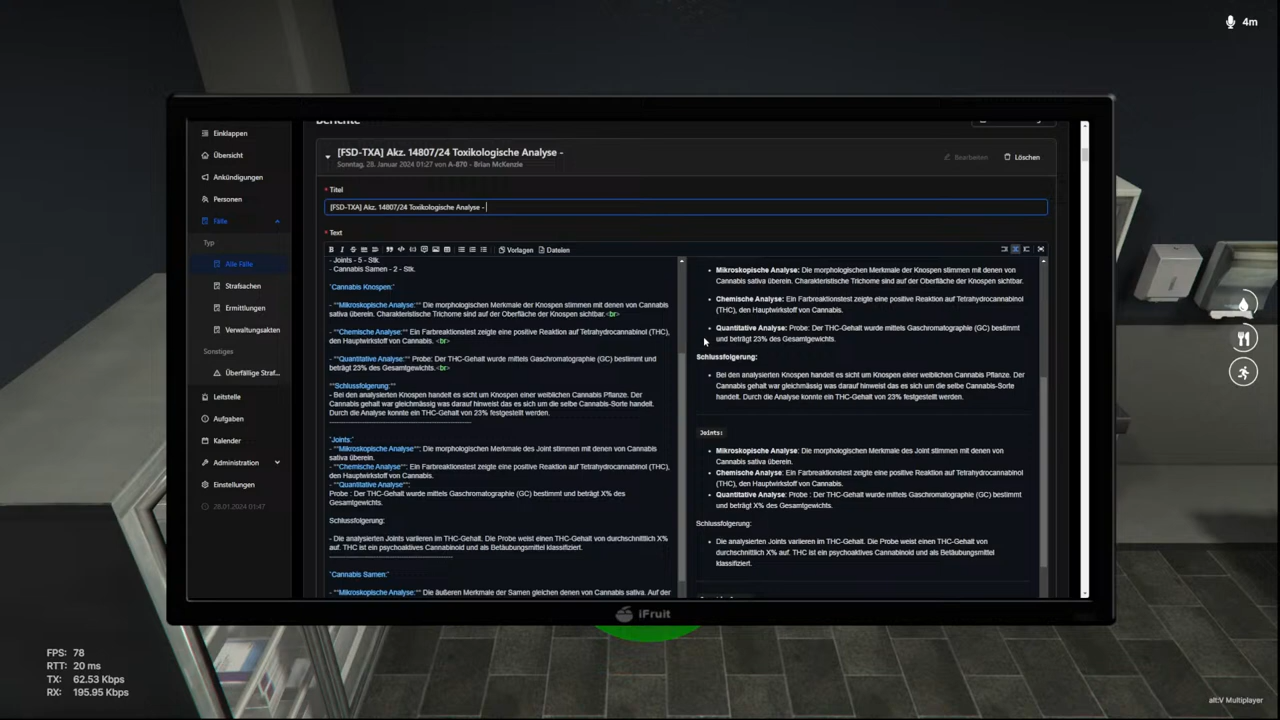 4m
Berichte
[FSD-TXA] Akz. 14807/24 Toxikologische Analyse -
Sonntag, 28. Januar 2024 01:27 von A-870 - Brian McKenzie
Bearbeiten
Löschen
* Titel
[FSD-TXA] Akz. 14807/24 Toxikologische Analyse -
* Text
Vorlagen
Dateien
Einklappen
Übersicht
Ankündigungen
Personen
Fälle
Typ
Alle Fälle
Strafsachen
Ermittlungen
Verwaltungsakten
Sonstiges
Überfällige Straf...
Leitstelle
Aufgaben
Kalender
Administration
Einstellungen
28.01.2024 01:47
- Joints - 5 - Stk.
- Cannabis Samen - 2 - Stk.
`Cannabis Knospen:`
- **Mikroskopische Analyse:** Die morphologischen Merkmale der Knospen stimmen mit denen von Cannabis
sativa überein. Charakteristische Trichome sind auf der Oberfläche der Knospen sichtbar.<br>
- **Chemische Analyse:** Ein Farbreaktionstest zeigte eine positive Reaktion auf Tetrahydrocannabinol (THC),
den Hauptwirkstoff von Cannabis. <br>
- **Quantitative Analyse:** Probe: Der THC-Gehalt wurde mittels Gaschromatographie (GC) bestimmt und
beträgt 23% des Gesamtgewichts.<br>
**Schlussfolgerung:**
- Bei den analysierten Knospen handelt es sicht um Knospen einer weiblichen Cannabis Pflanze. Der
Cannabis gehalt war gleichmässig was darauf hinweist das es sich um die selbe Cannabis-Sorte handelt.
Durch die Analyse konnte ein THC-Gehalt von 23% festgestellt werden.
`Joints:`
- **Mikroskopische Analyse**: Die morphologischen Merkmale des Joint stimmen mit denen von Cannabis
sativa überein.
- **Chemische Analyse**: Ein Farbreaktionstest zeigte eine positive Reaktion auf Tetrahydrocannabinol (THC),
den Hauptwirkstoff von Cannabis.
- **Quantitative Analyse**:
Probe : Der THC-Gehalt wurde mittels Gaschromatographie (GC) bestimmt und beträgt X% des
Gesamtgewichts.
Schlussfolgerung:
- Die analysierten Joints variieren im THC-Gehalt. Die Probe weist einen THC-Gehalt von durchschnittlich X%
auf. THC ist ein psychoaktives Cannabinoid und als Betäubungsmittel klassifiziert.
`Cannabis Samen:`
- **Mikroskopische Analyse:** Die äußeren Merkmale der Samen gleichen denen von Cannabis sativa. Auf der
Mikroskopische Analyse: Die morphologischen Merkmale der Knospen stimmen mit denen von
Cannabis sativa überein. Charakteristische Trichome sind auf der Oberfläche der Knospen sichtbar.
Chemische Analyse: Ein Farbreaktionstest zeigte eine positive Reaktion auf Tetrahydrocannabinol
(THC), den Hauptwirkstoff von Cannabis.
Quantitative Analyse: Probe: Der THC-Gehalt wurde mittels Gaschromatographie (GC) bestimmt
und beträgt 23% des Gesamtgewichts.
Schlussfolgerung:
Bei den analysierten Knospen handelt es sicht um Knospen einer weiblichen Cannabis Pflanze. Der
Cannabis gehalt war gleichmässig was darauf hinweist das es sich um die selbe Cannabis-Sorte
handelt. Durch die Analyse konnte ein THC-Gehalt von 23% festgestellt werden.
Joints:
Mikroskopische Analyse: Die morphologischen Merkmale des Joint stimmen mit denen von
Cannabis sativa überein.
Chemische Analyse: Ein Farbreaktionstest zeigte eine positive Reaktion auf Tetrahydrocannabinol
(THC), den Hauptwirkstoff von Cannabis.
Quantitative Analyse: Probe : Der THC-Gehalt wurde mittels Gaschromatographie (GC) bestimmt
und beträgt X% des Gesamtgewichts.
Schlussfolgerung:
Die analysierten Joints variieren im THC-Gehalt. Die Probe weist einen THC-Gehalt von
durchschnittlich X% auf. THC ist ein psychoaktives Cannabinoid und als Betäubungsmittel
klassifiziert.
iFruit
FPS: 78
RTT: 20 ms
TX: 62.53 Kbps
RX: 195.95 Kbps
alt:V Multiplayer